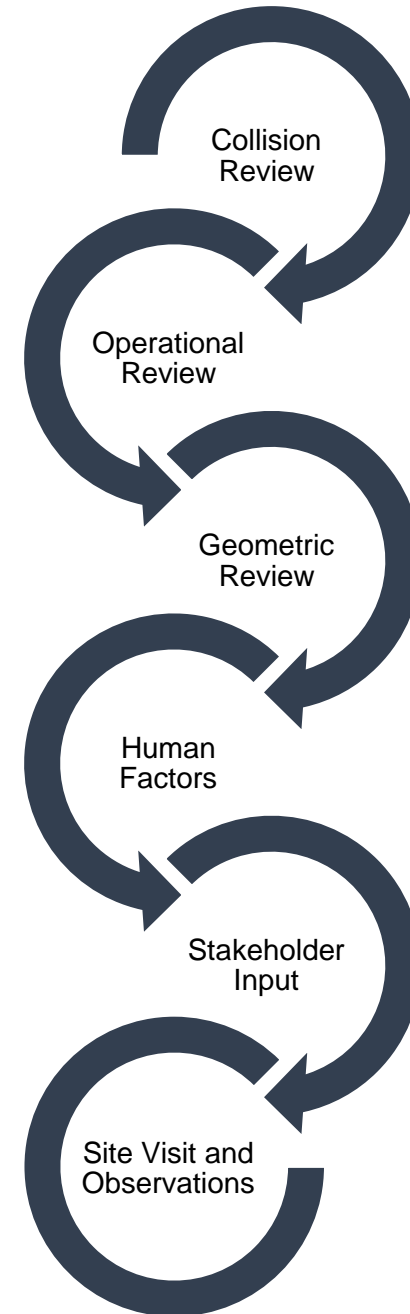 Collision
Review
Operational
Review
Geometric
Review
Human
Factors
Stakeholder
Input
Site Visit and
Observations